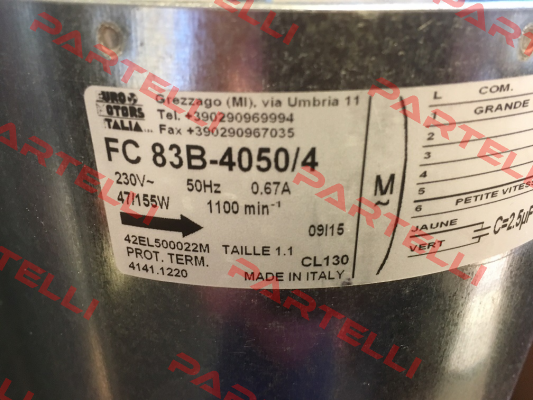 EURO
MOTORS
ITALIA
Grezzago (MI), via Umbria 11
Tel. +390290969994
Fax +390290967035
FC 83B-4050/4
230V~ 50Hz 0.67A
47/155W 1100 min⁻¹
09/15
42EL500022M TAILLE 1.1
PROT. TERM. CL130
4141.1220 MADE IN ITALY
M
~
L COM.
1 GRANDE
2
3
4
5
6 PETITE VITES
JAUNE
VERT
C=2,5µF
PARTELLI
PARTELLI
PARTELLI
PARTELLI
PARTELLI
PARTELLI
PARTELLI